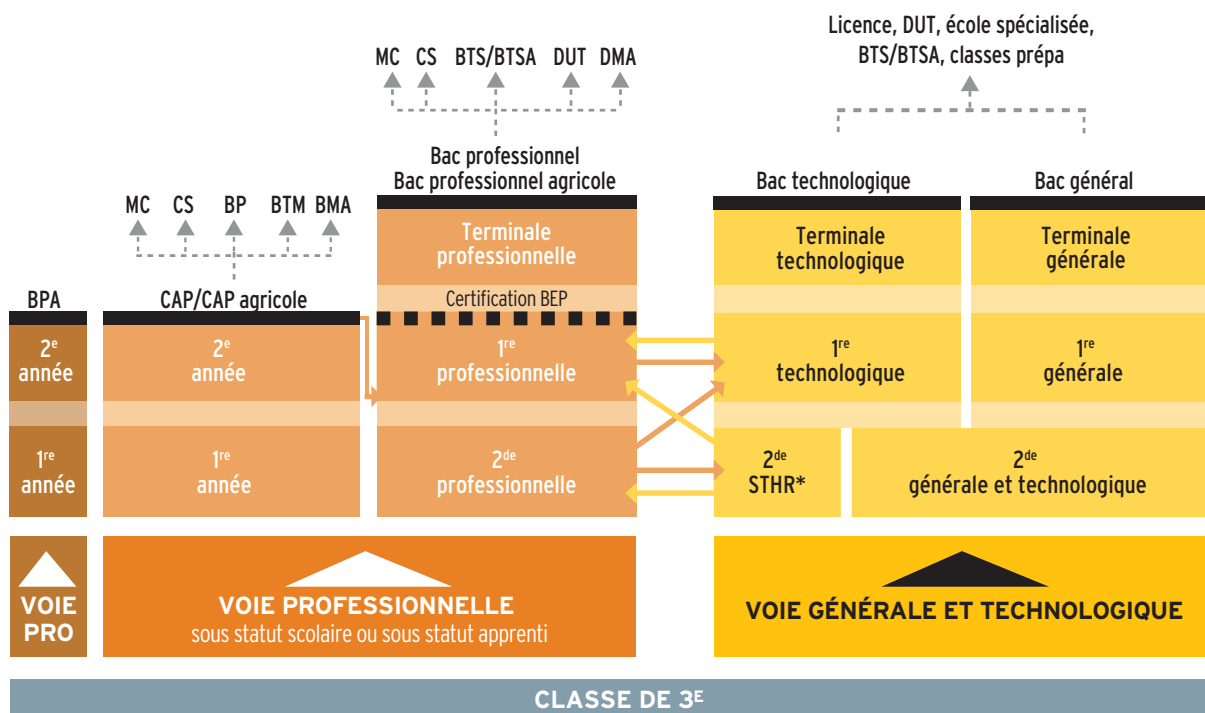 Licence, DUT, école spécialisée,
BTS/BTSA, classes prépa
MC CS BTS/BTSA DUT DMA
Bac professionnel
Bac professionnel agricole
Bac technologique
Bac général
MC CS BP BTM BMA
Terminale
professionnelle
Terminale
technologique
Terminale
générale
BPA
CAP/CAP agricole
Certification BEP
2e
année
2e
année
1re
professionnelle
1re
technologique
1re
générale
1re
année
1re
année
2de
professionnelle
2de
STHR*
2de
générale et technologique
VOIE
PRO
VOIE PROFESSIONNELLE
sous statut scolaire ou sous statut apprenti
VOIE GÉNÉRALE ET TECHNOLOGIQUE
CLASSE DE 3E